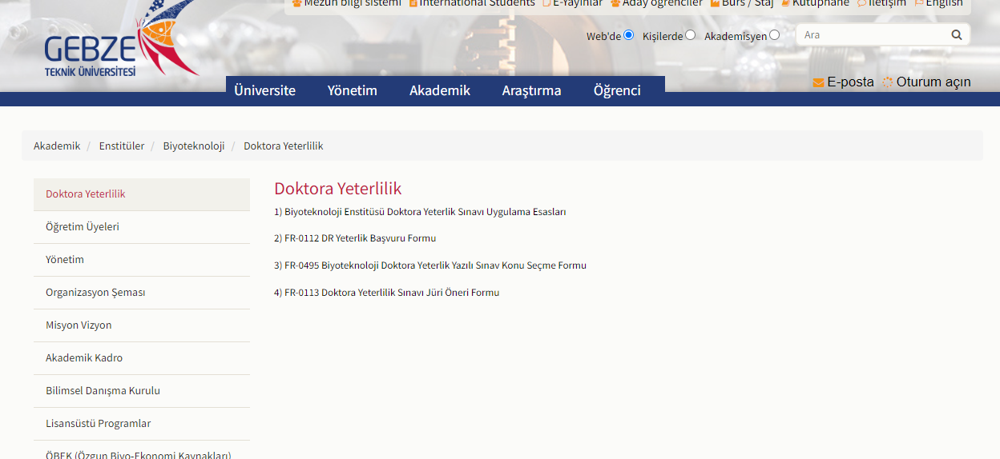 Mezun bilgi sistemi International Students E-Yayınlar Aday öğrenciler Burs / Staj Kütüphane İletişim English
GEBZE
TEKNİK ÜNİVERSİTESİ
Web'de Kişilerde Akademisyen Ara
E-posta Oturum açın
Üniversite Yönetim Akademik Araştırma Öğrenci
Akademik / Enstitüler / Biyoteknoloji / Doktora Yeterlilik
Doktora Yeterlilik
Öğretim Üyeleri
Yönetim
Organizasyon Şeması
Misyon Vizyon
Akademik Kadro
Bilimsel Danışma Kurulu
Lisansüstü Programlar
ÖBEK (Özgün Biyo-Ekonomi Kaynakları)
Doktora Yeterlilik
1) Biyoteknoloji Enstitüsü Doktora Yeterlik Sınavı Uygulama Esasları
2) FR-0112 DR Yeterlik Başvuru Formu
3) FR-0495 Biyoteknoloji Doktora Yeterlik Yazılı Sınav Konu Seçme Formu
4) FR-0113 Doktora Yeterlilik Sınavı Jüri Öneri Formu